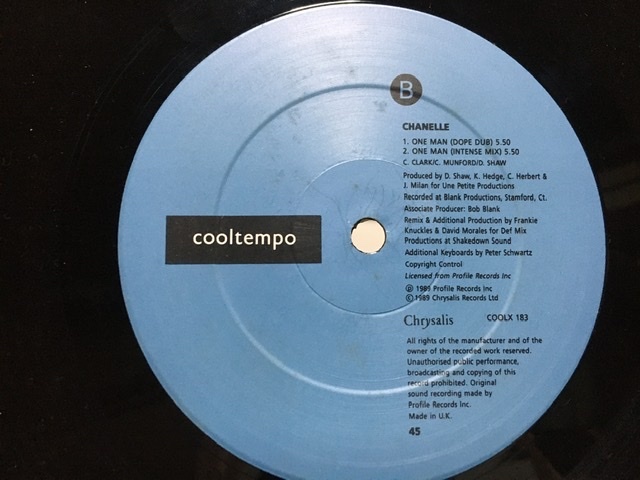 B
CHANELLE
1. ONE MAN (DOPE DUB) 5.50
2. ONE MAN (INTENSE MIX) 5.50
C. CLARK/C. MUNFORD/D. SHAW
Produced by D. Shaw, K. Hedge, C. Herbert &
J. Milan for Une Petite Productions
Recorded at Blank Productions, Stamford, Ct.
Associate Producer: Bob Blank
Remix & Additional Production by Frankie
Knuckles & David Morales for Def Mix
Productions at Shakedown Sound
Additional Keyboards by Peter Schwartz
Copyright Control
Licensed from Profile Records Inc
℗ 1989 Profile Records Inc
© 1989 Chrysalis Records Ltd
cooltempo
Chrysalis COOLX 183
All rights of the manufacturer and of the
owner of the recorded work reserved.
Unauthorised public performance,
broadcasting and copying of this
record prohibited. Original
sound recording made by
Profile Records Inc.
Made in U.K.
45